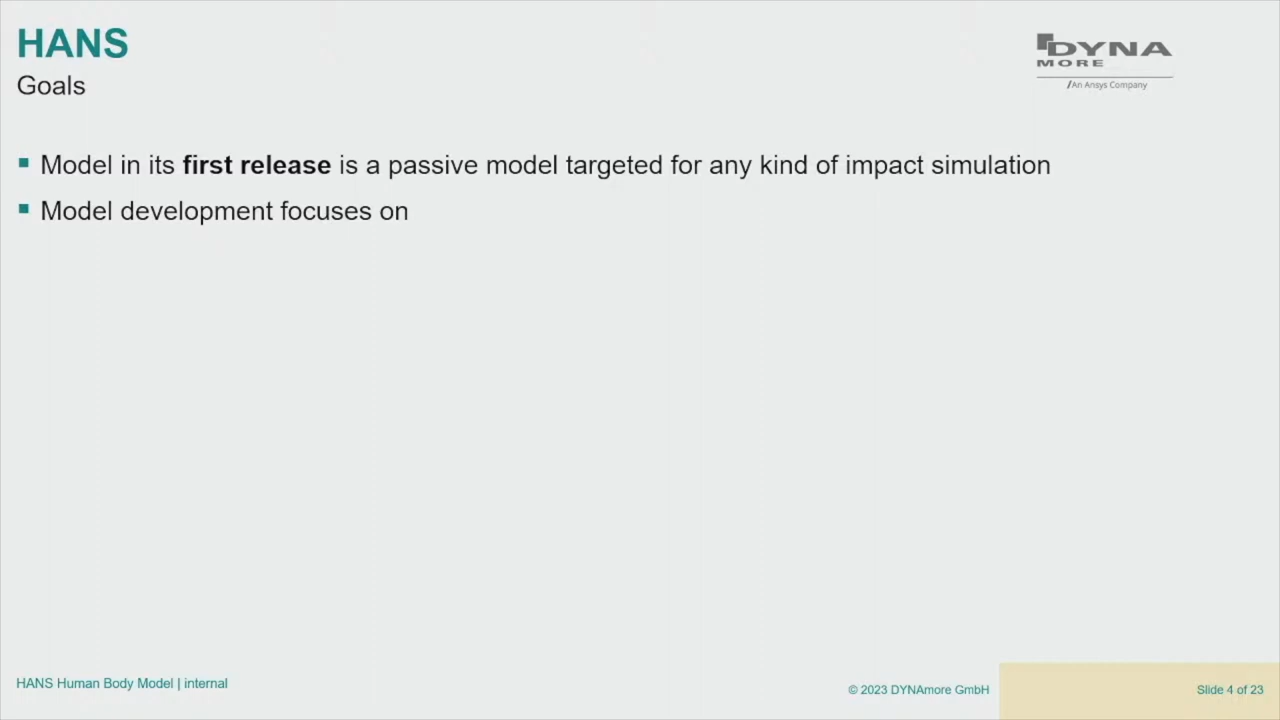 HANS
Goals
DYNA
MORE
/An Ansys Company
Model in its first release is a passive model targeted for any kind of impact simulation
Model development focuses on
HANS Human Body Model | internal
© 2023 DYNAmore GmbH
Slide 4 of 23